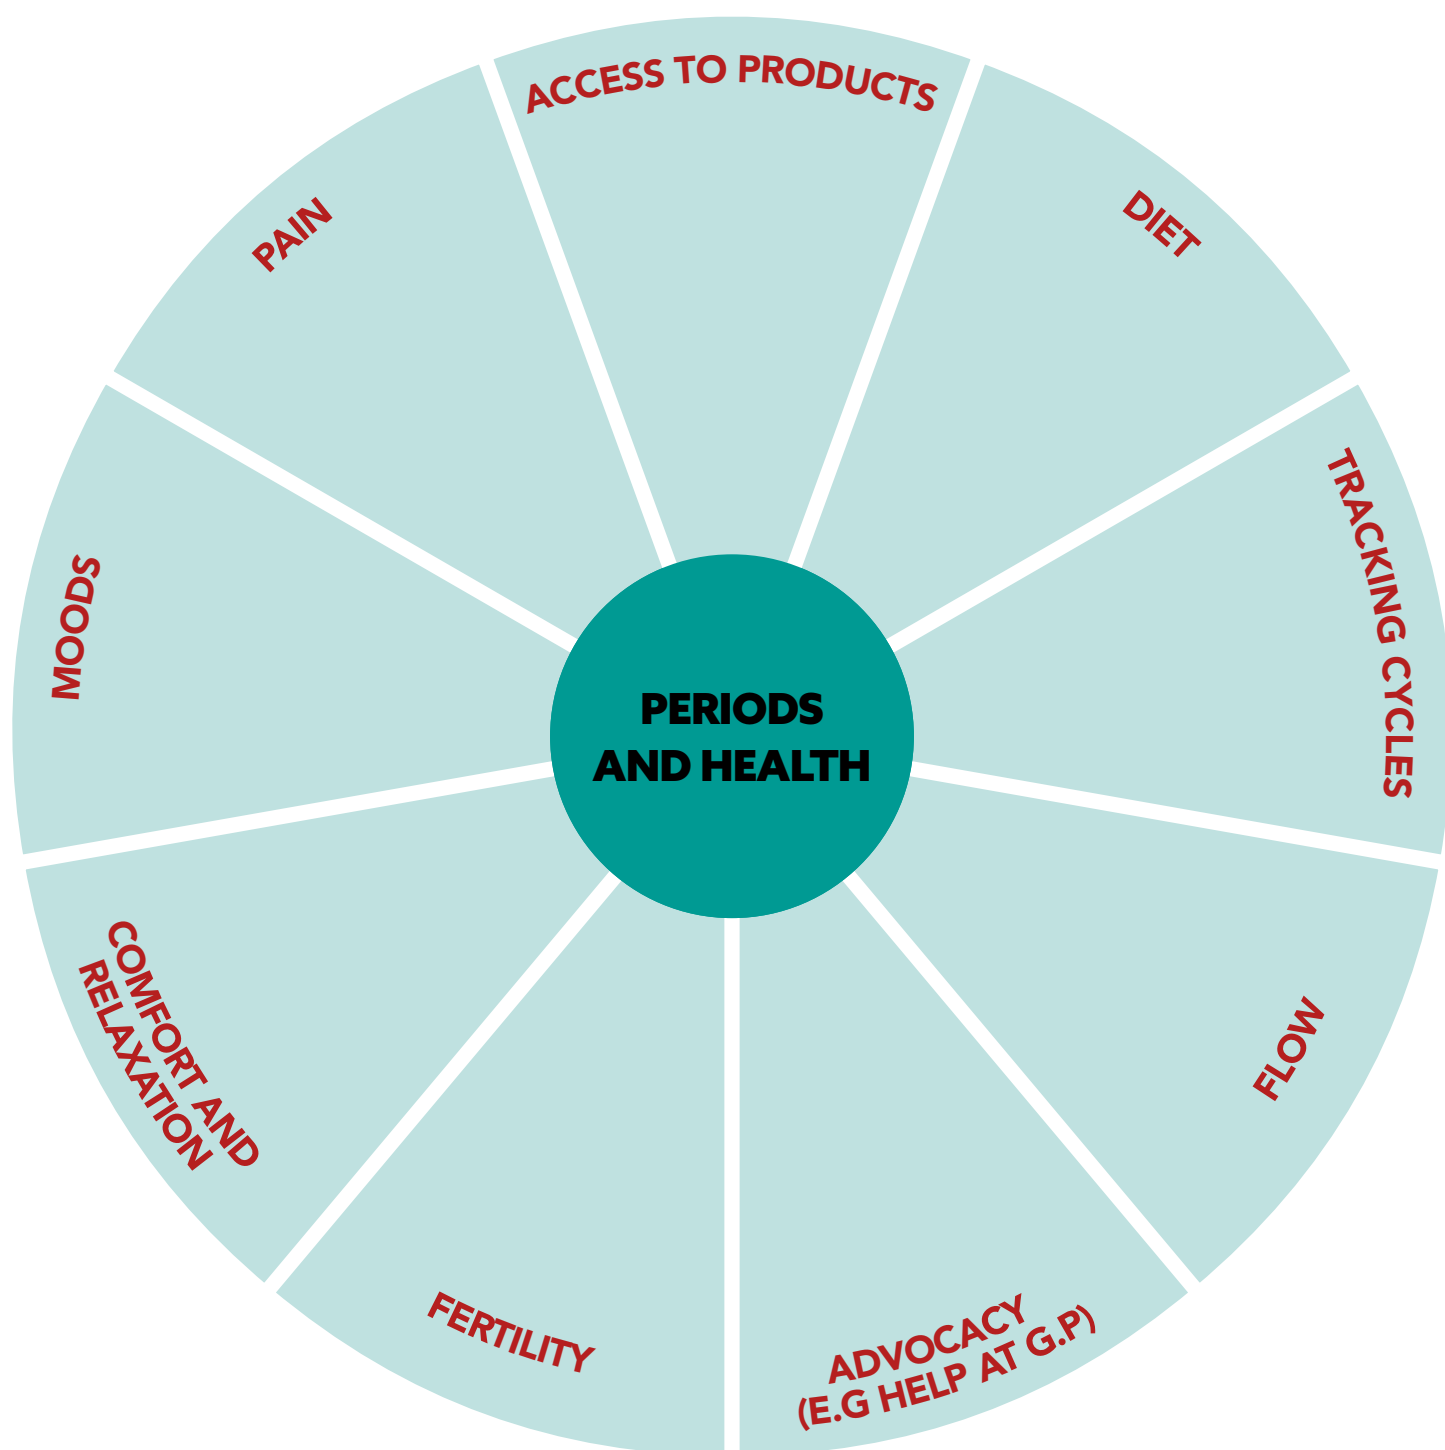 ACCESS TO PRODUCTS
DIET
TRACKING CYCLES
FLOW
ADVOCACY
(E.G HELP AT G.P)
FERTILITY
COMFORT AND
RELAXATION
MOODS
PAIN
PERIODS
AND HEALTH